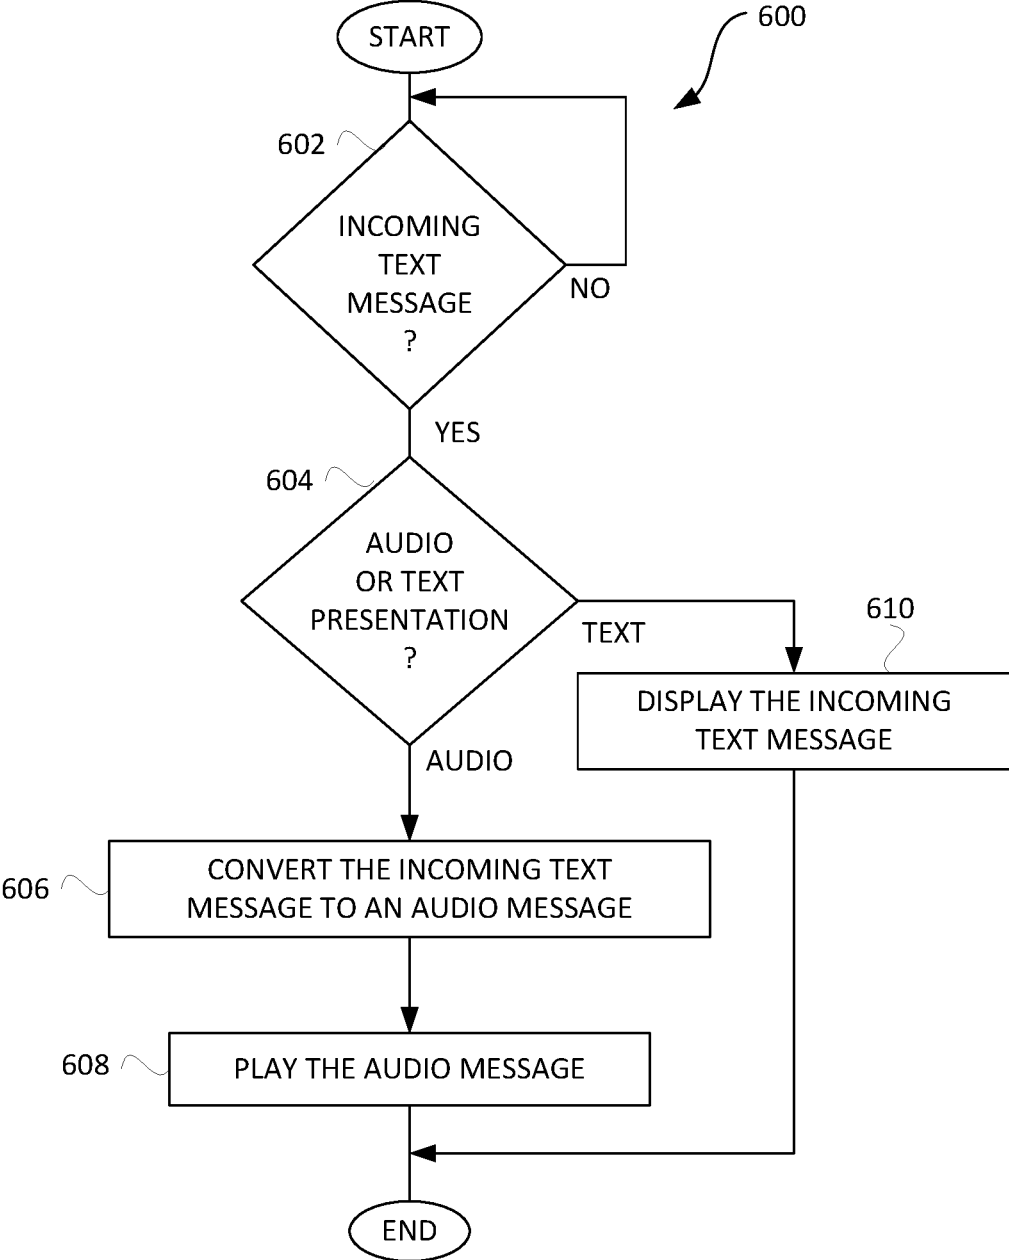 START
600
602
INCOMING
TEXT
MESSAGE
?
NO
YES
604
AUDIO
OR TEXT
PRESENTATION
?
TEXT
610
DISPLAY THE INCOMING
TEXT MESSAGE
AUDIO
606
CONVERT THE INCOMING TEXT
MESSAGE TO AN AUDIO MESSAGE
608
PLAY THE AUDIO MESSAGE
END